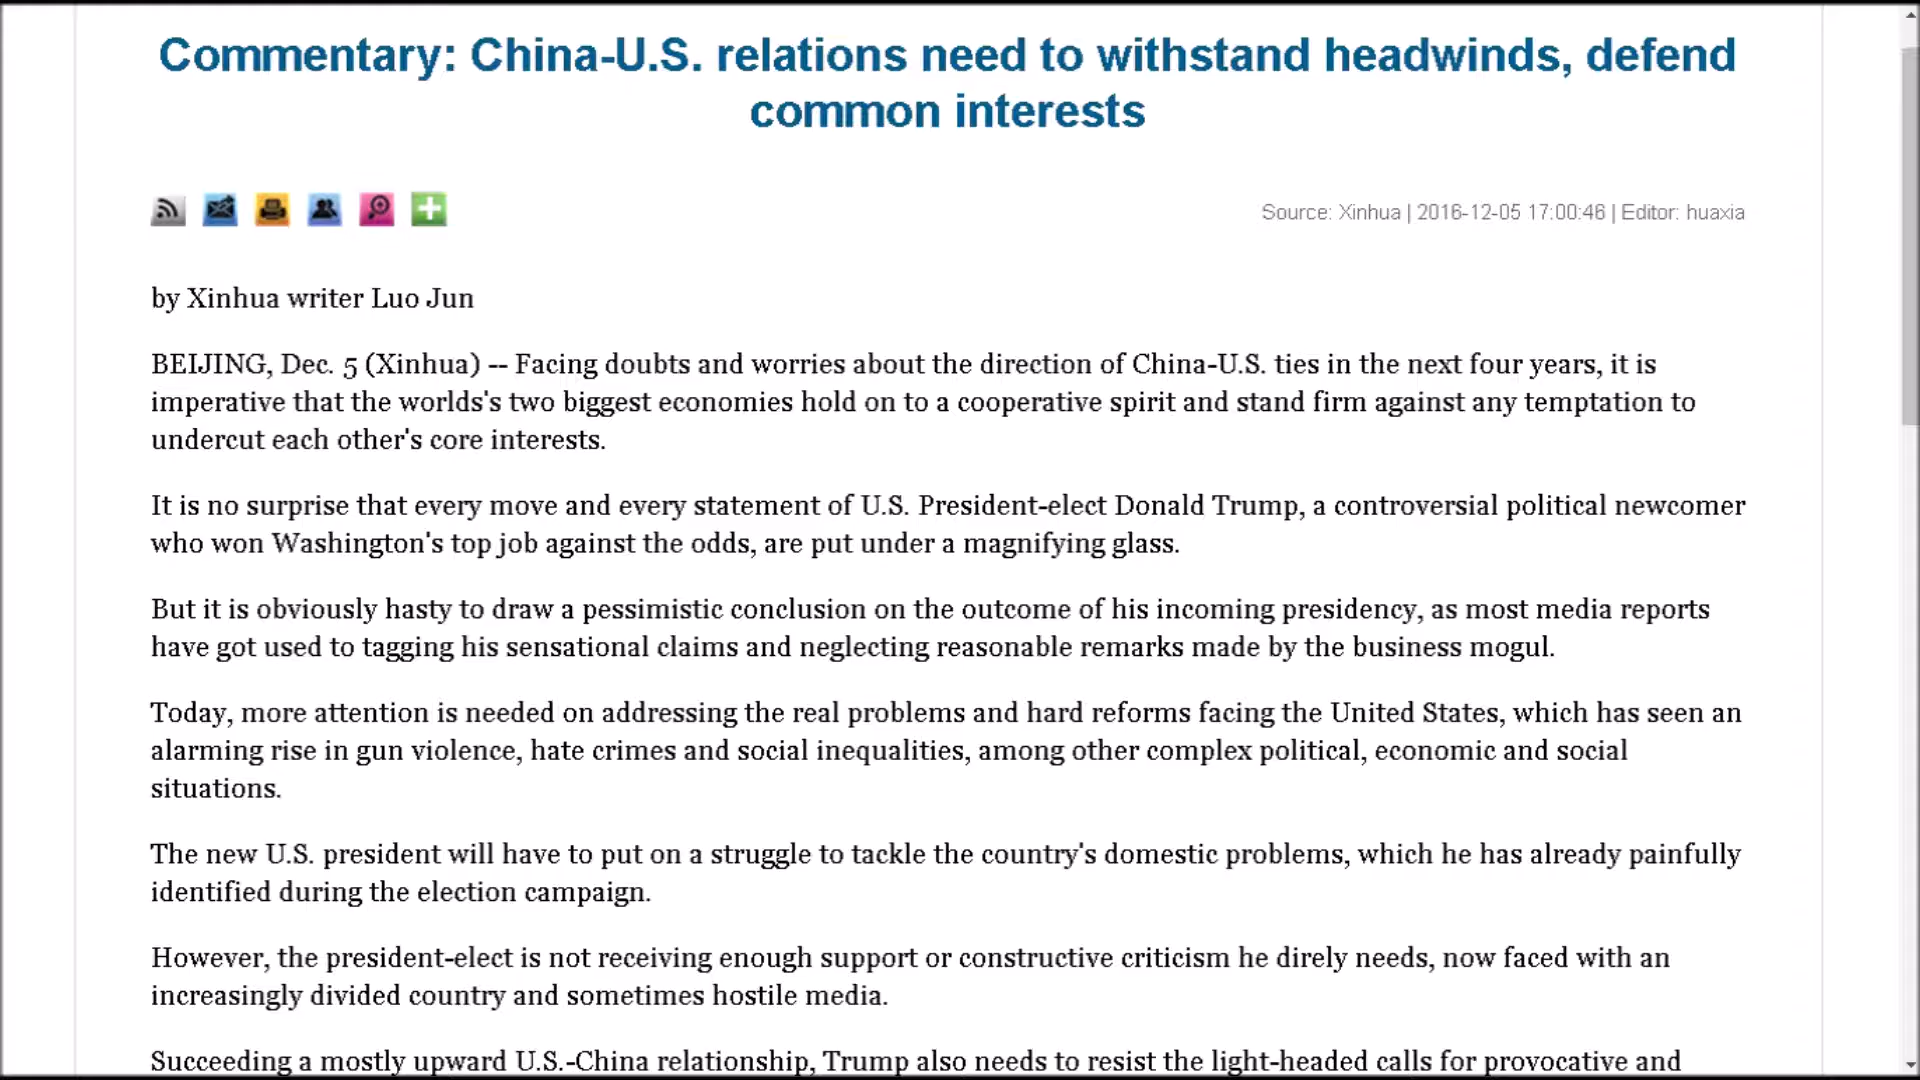 Commentary: China-U.S. relations need to withstand headwinds, defend
common interests
Source: Xinhua | 2016-12-05 17:00:46 | Editor: huaxia
by Xinhua writer Luo Jun
BEIJING, Dec. 5 (Xinhua) -- Facing doubts and worries about the direction of China-U.S. ties in the next four years, it is
imperative that the worlds's two biggest economies hold on to a cooperative spirit and stand firm against any temptation to
undercut each other's core interests.
It is no surprise that every move and every statement of U.S. President-elect Donald Trump, a controversial political newcomer
who won Washington's top job against the odds, are put under a magnifying glass.
But it is obviously hasty to draw a pessimistic conclusion on the outcome of his incoming presidency, as most media reports
have got used to tagging his sensational claims and neglecting reasonable remarks made by the business mogul.
Today, more attention is needed on addressing the real problems and hard reforms facing the United States, which has seen an
alarming rise in gun violence, hate crimes and social inequalities, among other complex political, economic and social
situations.
The new U.S. president will have to put on a struggle to tackle the country's domestic problems, which he has already painfully
identified during the election campaign.
However, the president-elect is not receiving enough support or constructive criticism he direly needs, now faced with an
increasingly divided country and sometimes hostile media.
Succeeding a mostly upward U.S.-China relationship, Trump also needs to resist the light-headed calls for provocative and